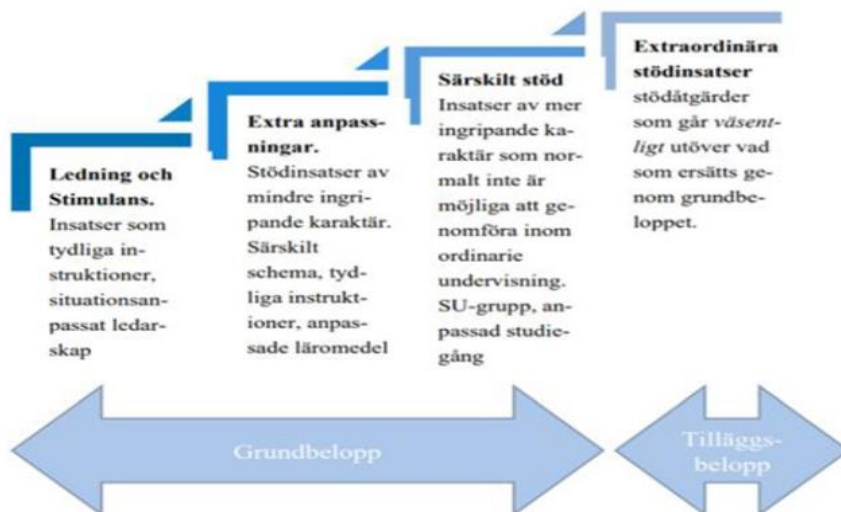 Ledning och
Stimulans.
Insatser som
tydliga in-
struktioner,
situationsan-
passat ledar-
skap
Extra anpass-
ningar.
Stödinsatser av
mindre ingri-
pande karaktär.
Särskilt
schema, tyd-
liga instrukt-
ioner, anpas-
sade läromedel
Särskilt stöd
Insatser av mer
ingripande ka-
raktär som nor-
malt inte är
möjliga att ge-
nomföra inom
ordinarie
undervisning.
SU-grupp, an-
passad studie-
gång
Extraordinära
stödinsatser
stödåtgärder
som går väsent-
ligt utöver vad
som ersätts ge-
nom grundbe-
loppet.
Grundbelopp
Tilläggs-
belopp